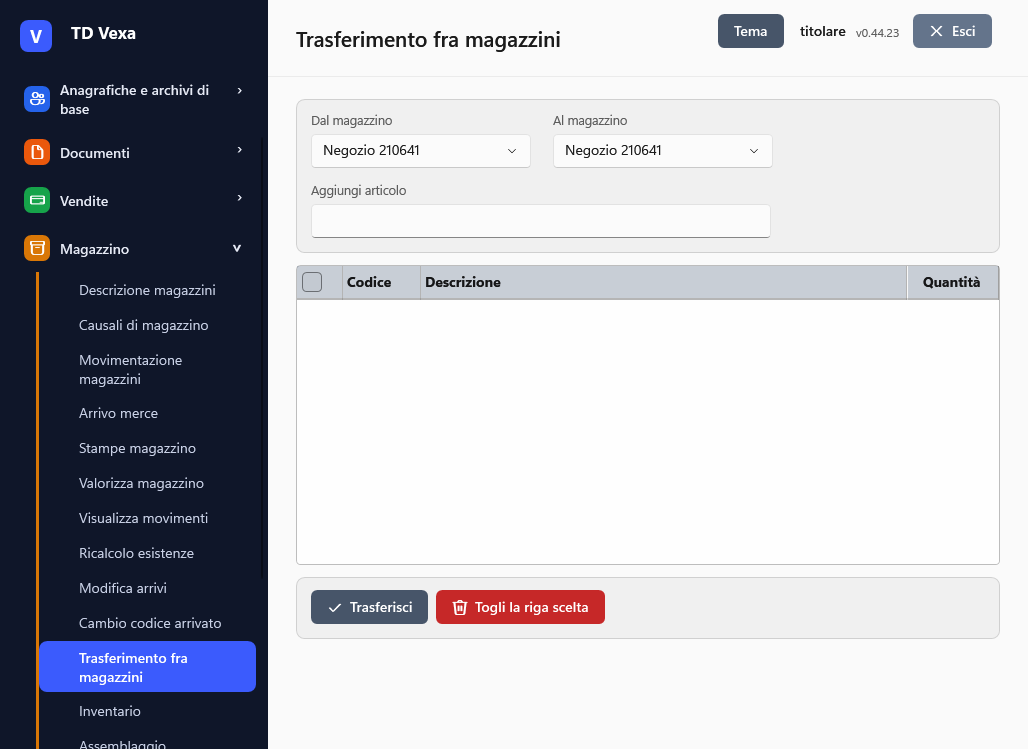 V
TD Vexa
Anagrafiche e archivi di
base
Documenti
Vendite
Magazzino
Descrizione magazzini
Causali di magazzino
Movimentazione
magazzini
Arrivo merce
Stampe magazzino
Valorizza magazzino
Visualizza movimenti
Ricalcolo esistenze
Modifica arrivi
Cambio codice arrivato
Trasferimento fra
magazzini
Inventario
Assemblaggio
Trasferimento fra magazzini
Tema titolare v0.44.23 Esci
Dal magazzino Al magazzino
Negozio 210641 Negozio 210641
Aggiungi articolo
Codice Descrizione Quantità
Trasferisci Togli la riga scelta